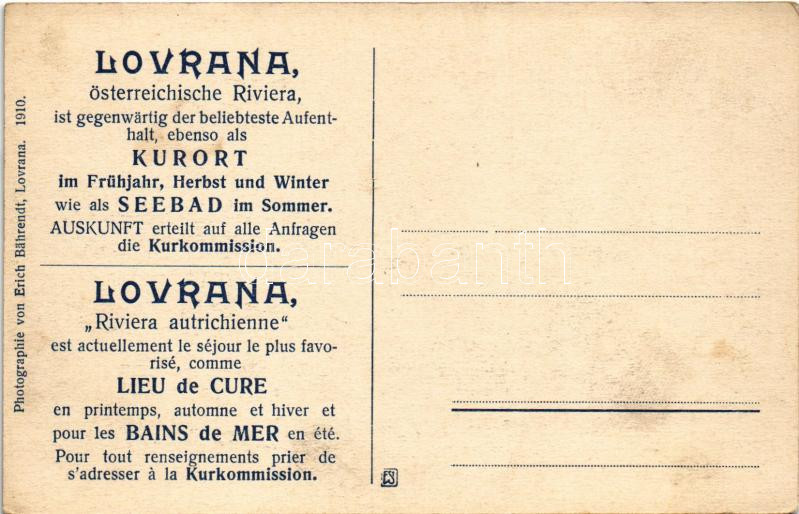 LOVRANA,
österreichische Riviera,
ist gegenwärtig der beliebteste Aufent-
halt, ebenso als
KURORT
im Frühjahr, Herbst und Winter
wie als SEEBAD im Sommer.
AUSKUNFT erteilt auf alle Anfragen
die Kurkommission.
LOVRANA,
„Riviera autrichienne“
est actuellement le séjour le plus favo-
risé, comme
LIEU de CURE
en printemps, automne et hiver et
pour les BAINS de MER en été.
Pour tout renseignements prier de
s'adresser à la Kurkommission.
Photographie von Erich Bährendt, Lovrana. 1910.
darabanth